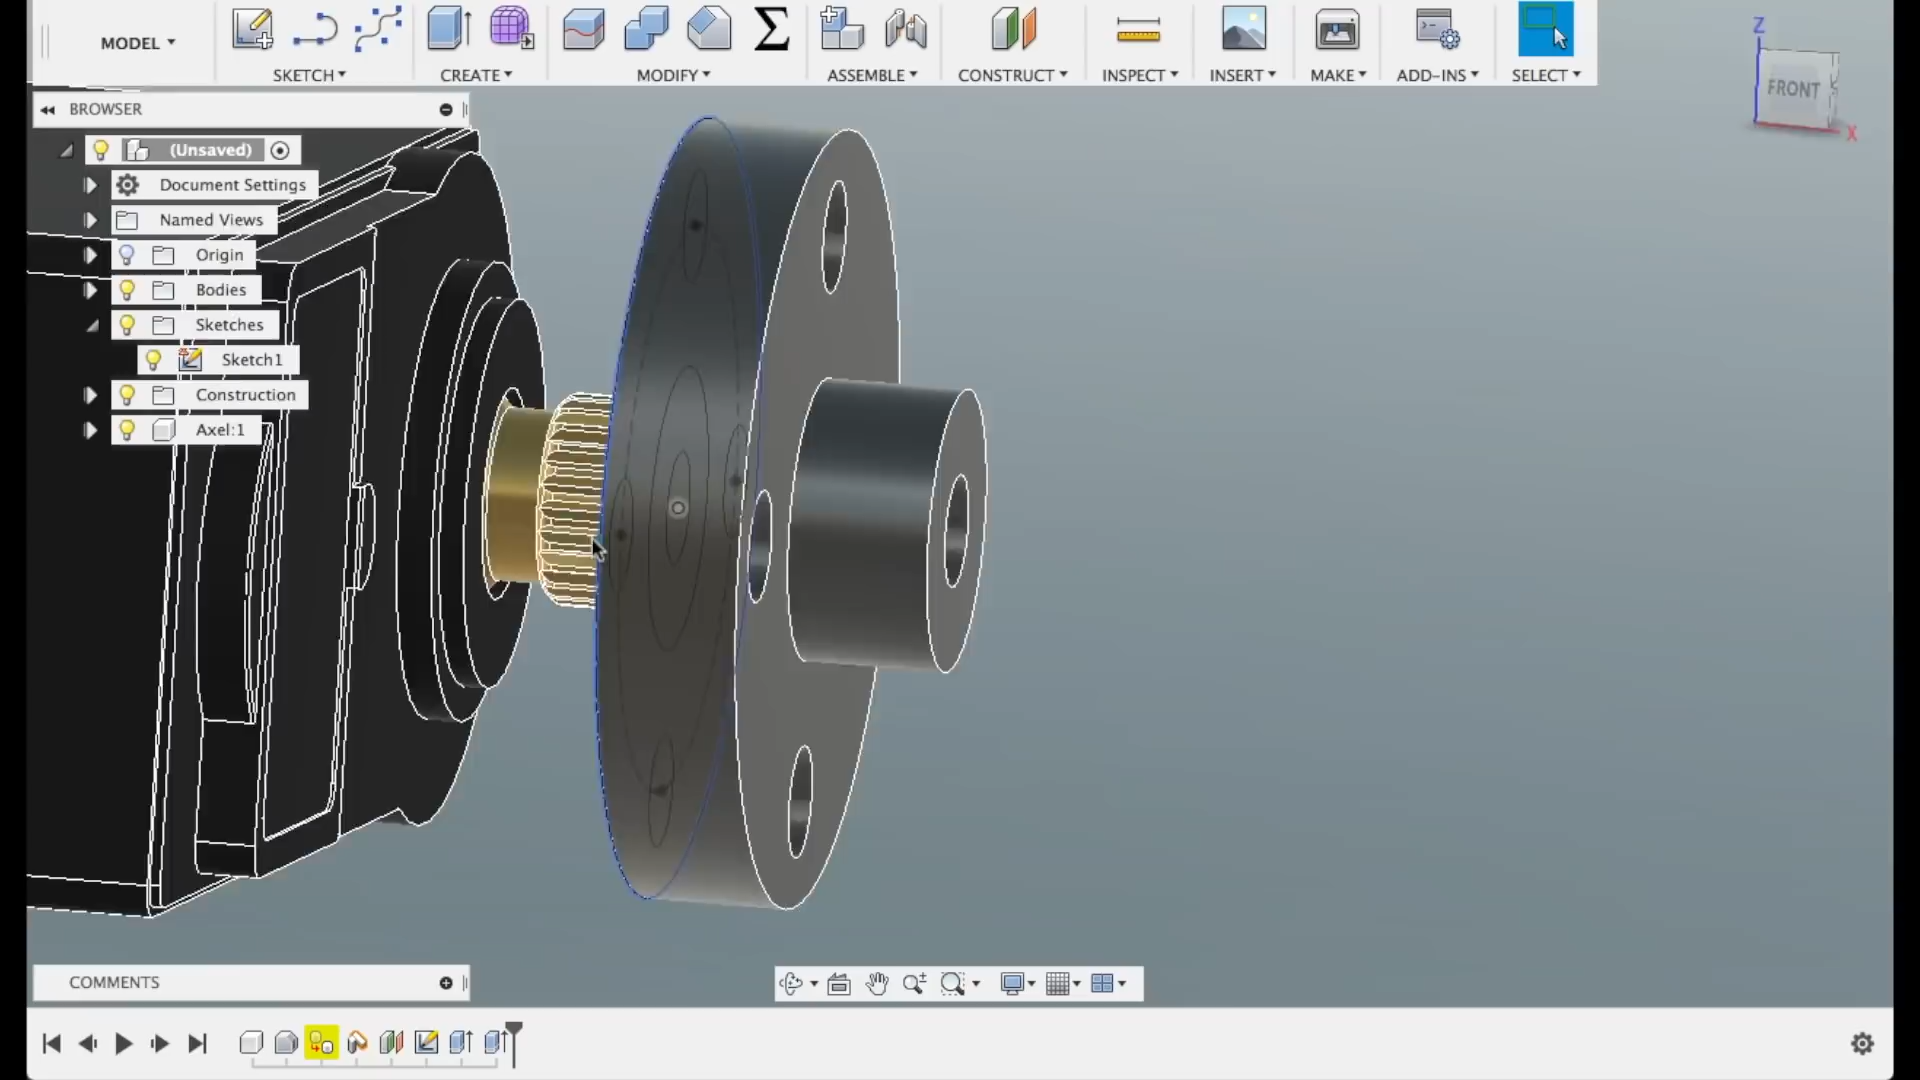 MODEL
SKETCH
CREATE
MODIFY
ASSEMBLE
CONSTRUCT
INSPECT
INSERT
MAKE
ADD-INS
SELECT
Z
FRONT
X
BROWSER
(Unsaved)
Document Settings
Named Views
Origin
Bodies
Sketches
Sketch1
Construction
Axel:1
COMMENTS